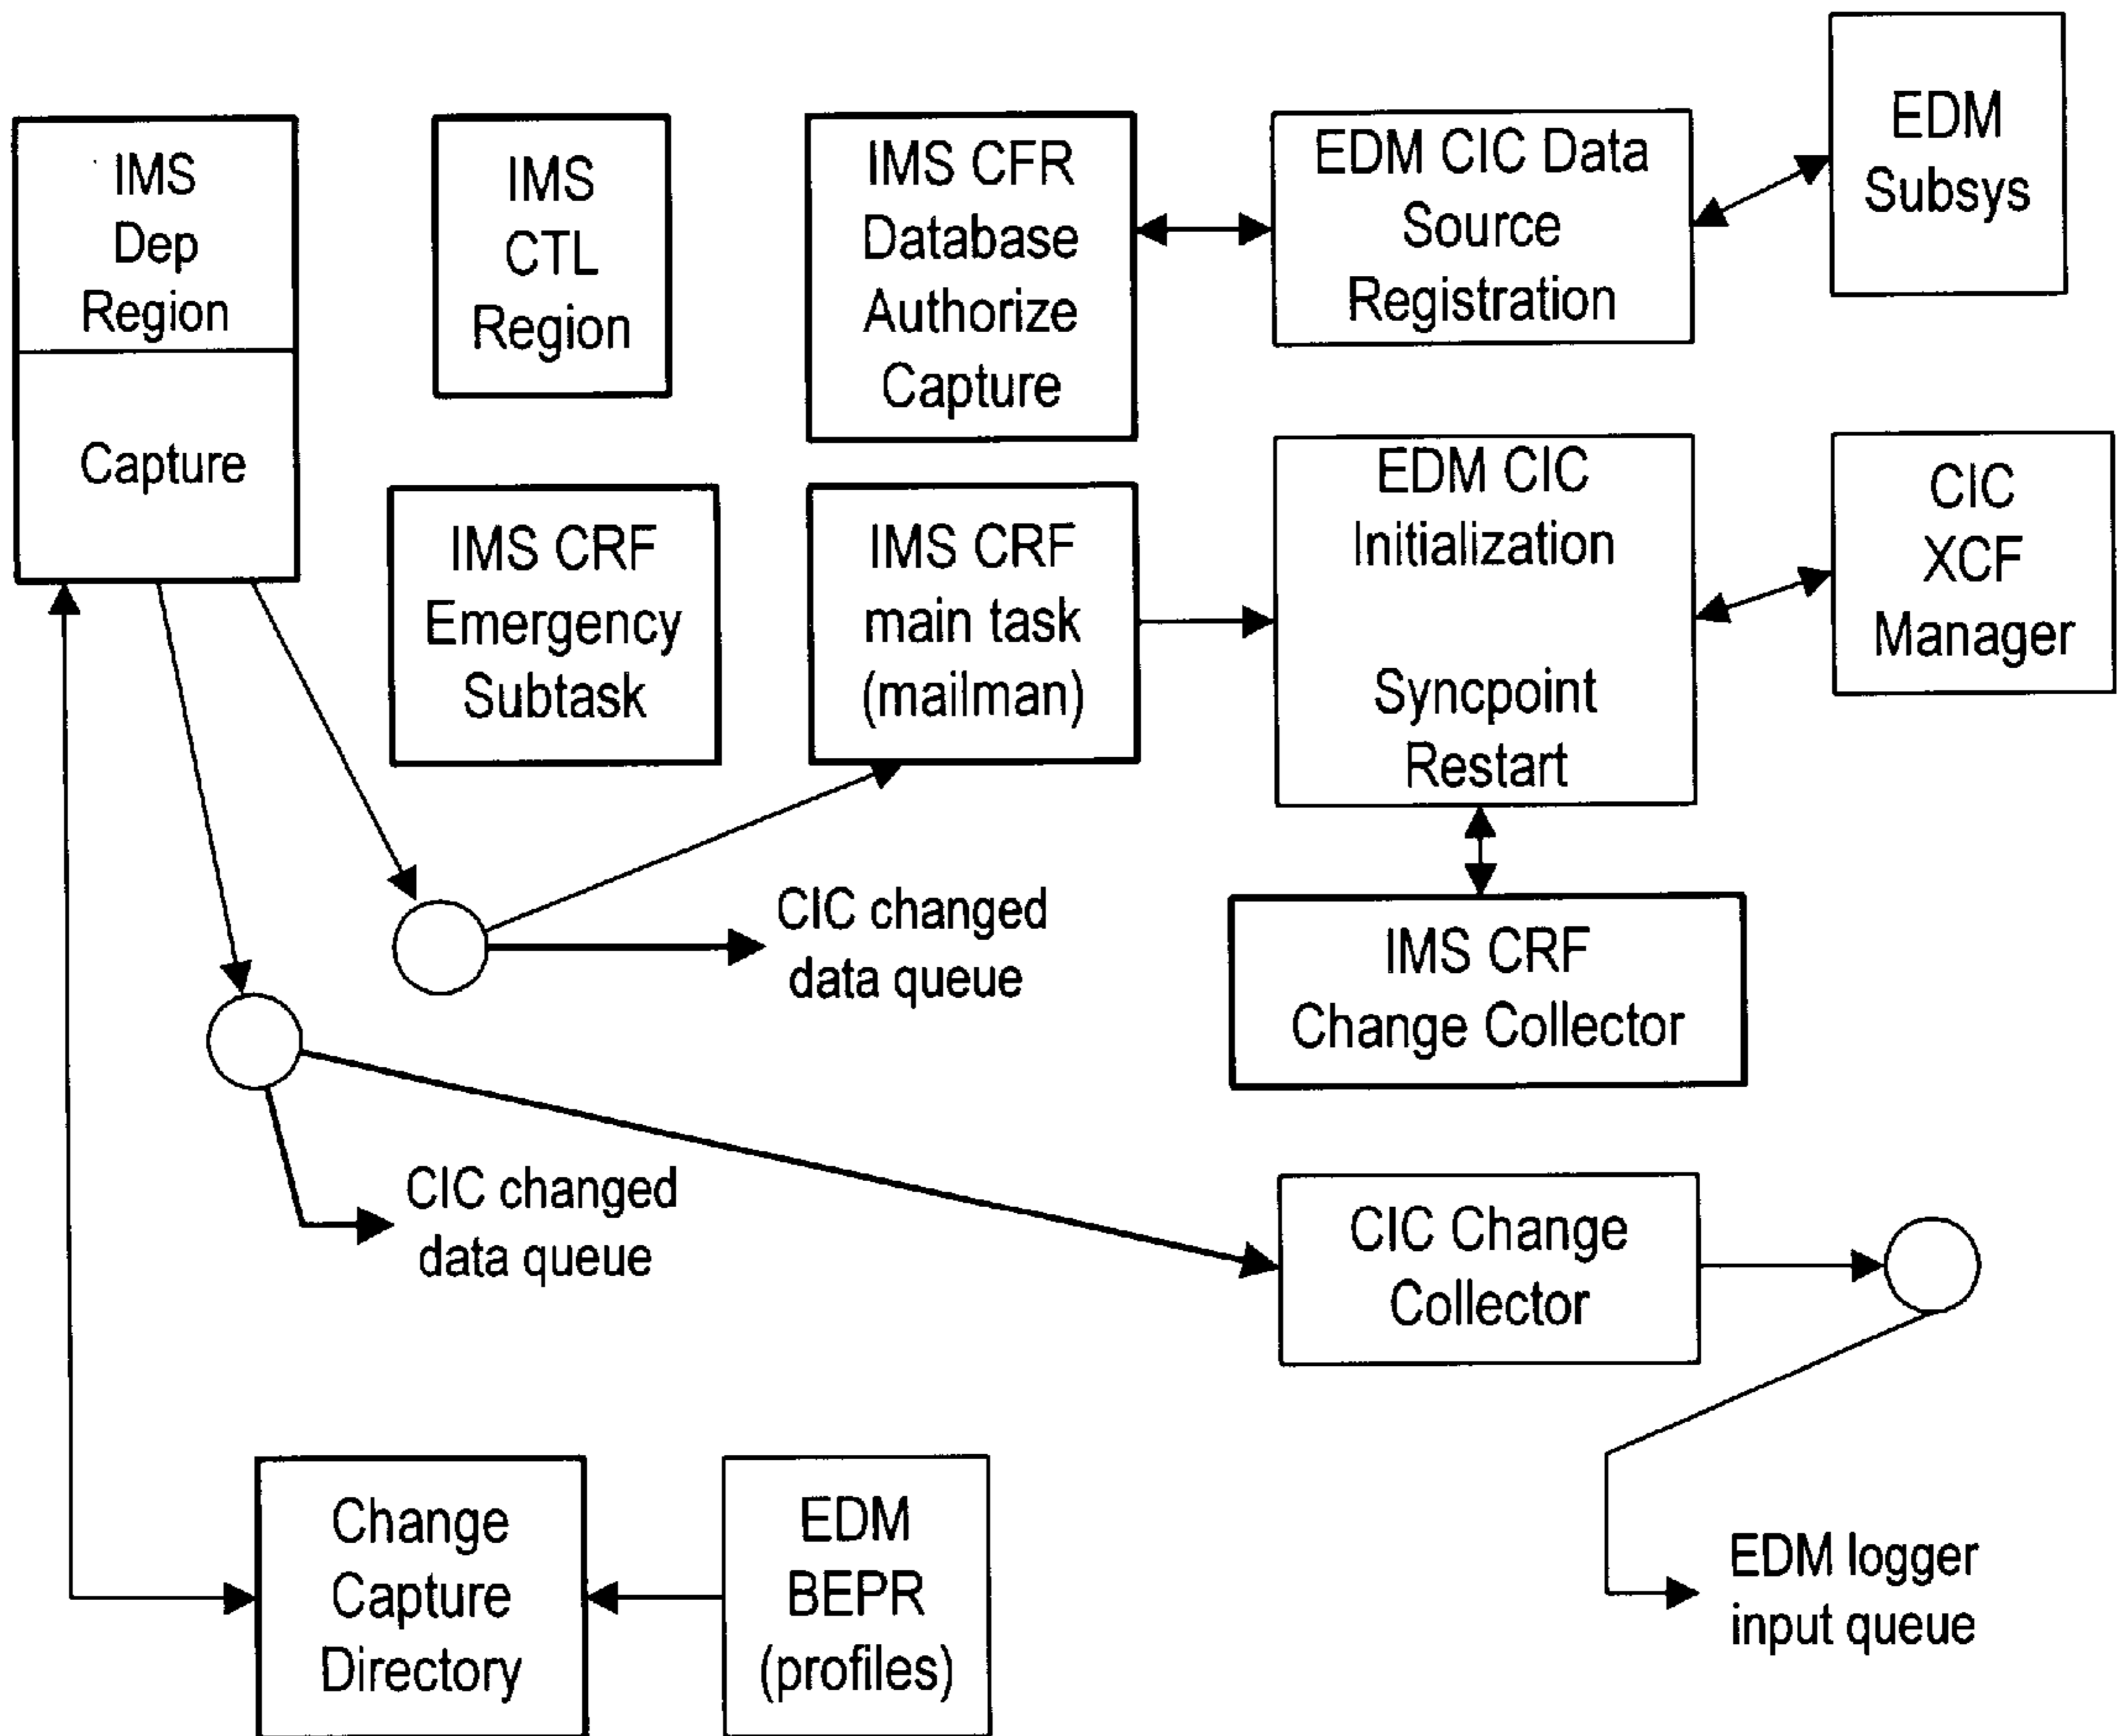 IMS
Dep
Region
Capture
IMS
CTL
Region
IMS CFR
Database
Authorize
Capture
EDM CIC Data
Source
Registration
EDM
Subsys
IMS CRF
Emergency
Subtask
IMS CRF
main task
(mailman)
EDM CIC
Initialization
Syncpoint
Restart
CIC
XCF
Manager
CIC changed
data queue
IMS CRF
Change Collector
CIC changed
data queue
CIC Change
Collector
Change
Capture
Directory
EDM
BEPR
(profiles)
EDM logger
input queue